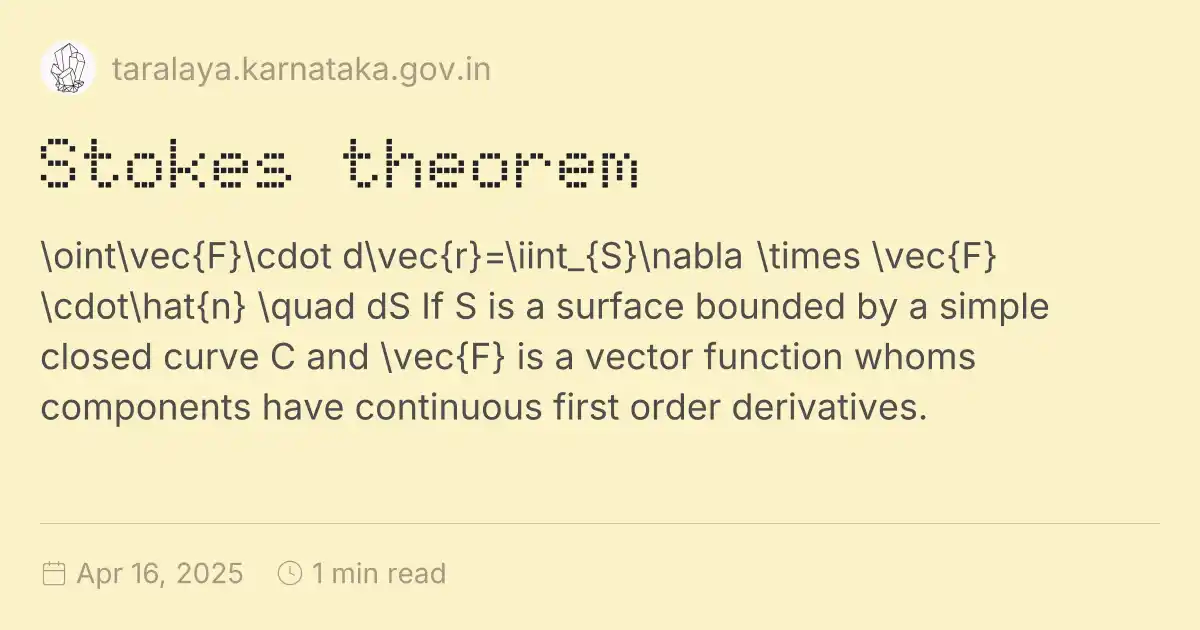 taralaya.karnataka.gov.in
Stokes theorem
\oint\vec{F}\cdot d\vec{r}=\iint_{S}\nabla \times \vec{F}
\cdot\hat{n} \quad dS If S is a surface bounded by a simple
closed curve C and \vec{F} is a vector function whoms
components have continuous first order derivatives.
Apr 16, 2025 1 min read